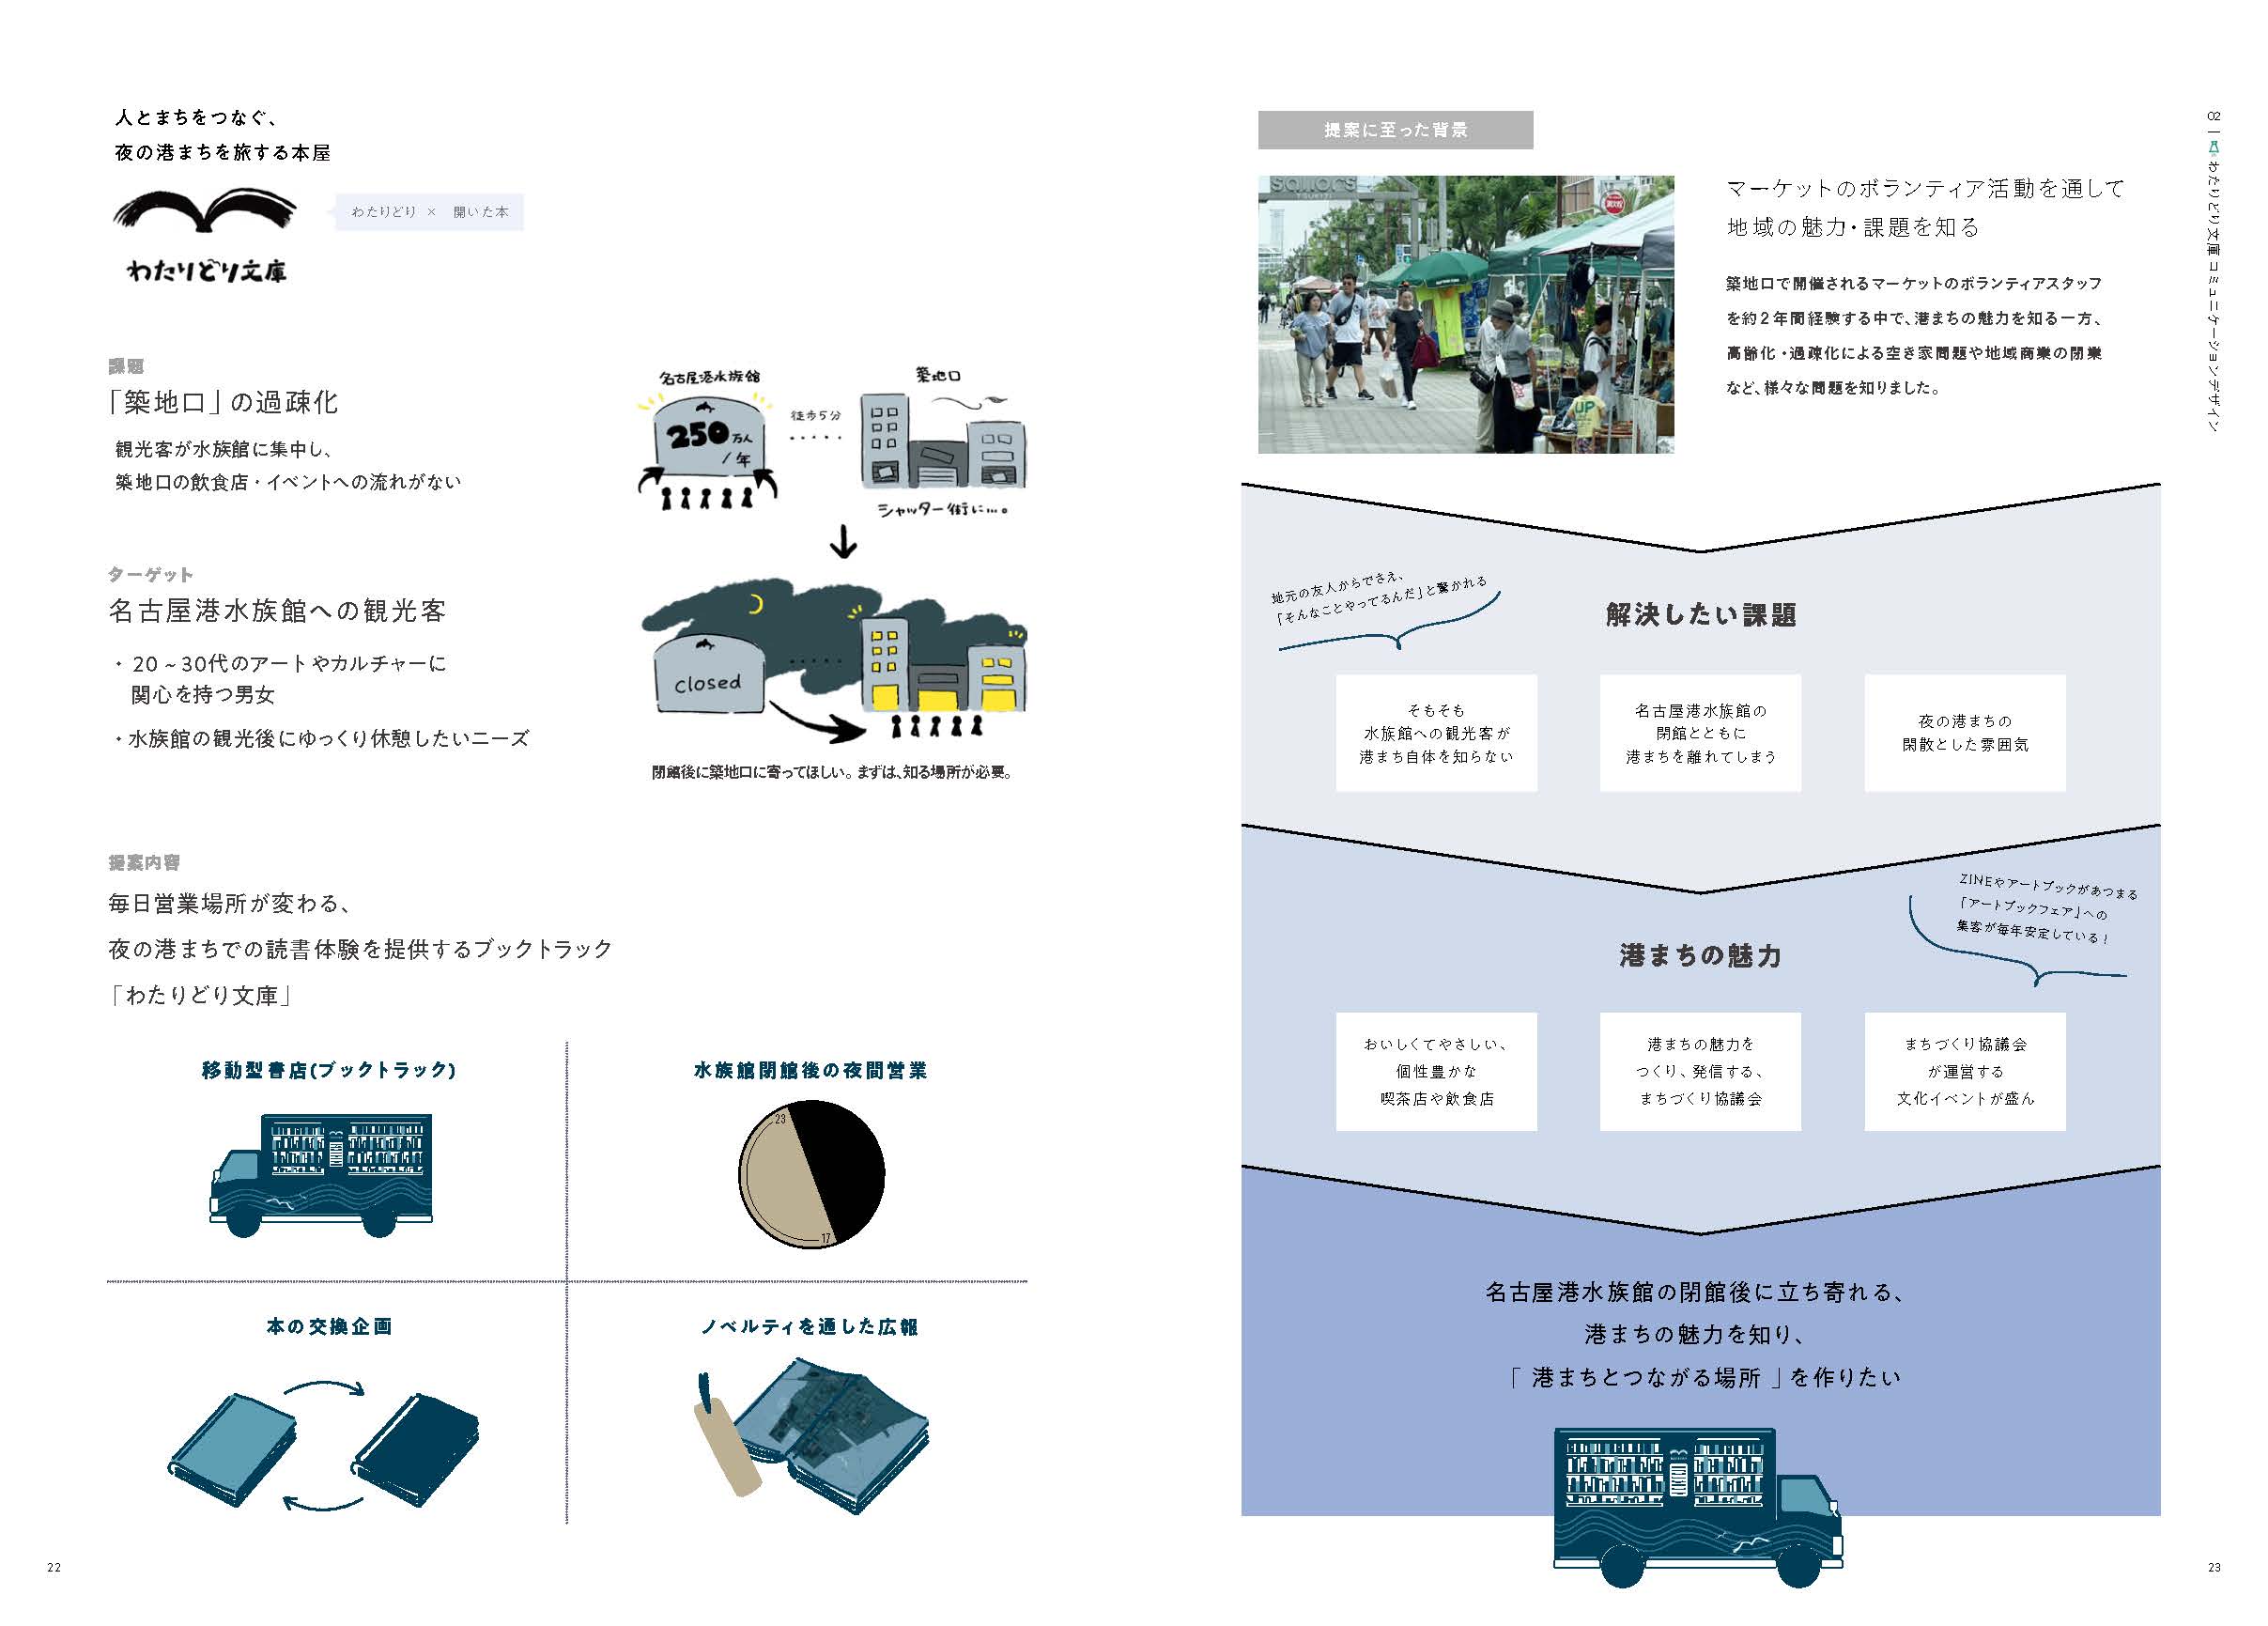 人とまちをつなぐ、
夜の港まちを旅する本屋
わたりどり × 開いた本
わたりどり文庫
課題
「築地口」の過疎化
観光客が水族館に集中し、
築地口の飲食店・イベントへの流れがない
名古屋港水族館
250万人
/年
徒歩5分
築地口
シャッター街に…。
closed
閉館後に築地口に寄ってほしい。まずは、知る場所が必要。
ターゲット
名古屋港水族館への観光客
・20~30代のアートやカルチャーに
関心を持つ男女
・水族館の観光後にゆっくり休憩したいニーズ
提案内容
毎日営業場所が変わる、
夜の港まちでの読書体験を提供するブックトラック
「わたりどり文庫」
移動型書店(ブックトラック)
水族館閉館後の夜間営業
23
17
本の交換企画
ノベルティを通した広報
22
提案に至った背景
sailors
マーケットのボランティア活動を通して
地域の魅力・課題を知る
築地口で開催されるマーケットのボランティアスタッフ
を約2年間経験する中で、港まちの魅力を知る一方、
高齢化・過疎化による空き家問題や地域商業の閉業
など、様々な問題を知りました。
UP
地元の友人からでさえ、
「そんなことやってるんだ」と驚かれる
解決したい課題
そもそも
水族館への観光客が
港まち自体を知らない
名古屋港水族館の
閉館とともに
港まちを離れてしまう
夜の港まちの
閑散とした雰囲気
ZINEやアートブックがあつまる
「アートブックフェア」への
集客が毎年安定している！
港まちの魅力
おいしくてやさしい、
個性豊かな
喫茶店や飲食店
港まちの魅力を
つくり、発信する、
まちづくり協議会
まちづくり協議会
が運営する
文化イベントが盛ん
名古屋港水族館の閉館後に立ち寄れる、
港まちの魅力を知り、
「 港まちとつながる場所 」を作りたい
02 | わたりどり文庫 コミュニケーションデザイン
23